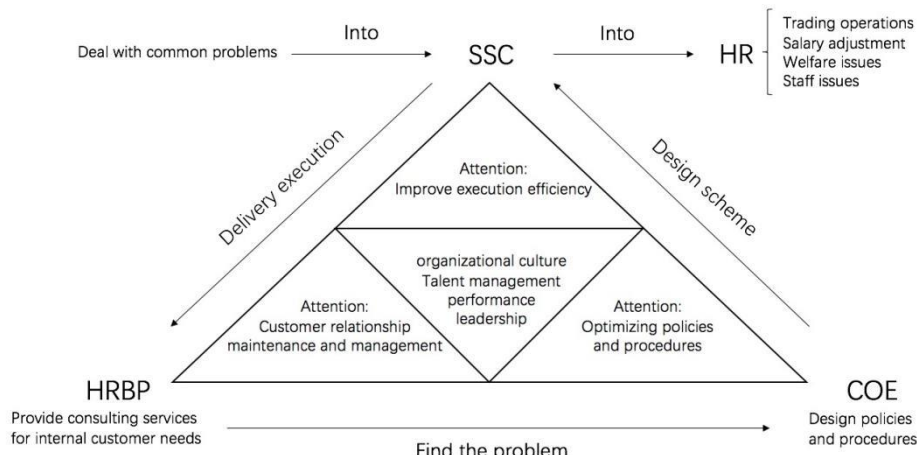 Deal with common problems
Into
SSC
Into
HR
Trading operations
Salary adjustment
Welfare issues
Staff issues
Delivery execution
Design scheme
Attention:
Improve execution efficiency
organizational culture
Talent management
performance
leadership
Attention:
Customer relationship
maintenance and management
Attention:
Optimizing policies
and procedures
HRBP
Provide consulting services
for internal customer needs
Find the problem
COE
Design policies
and procedures